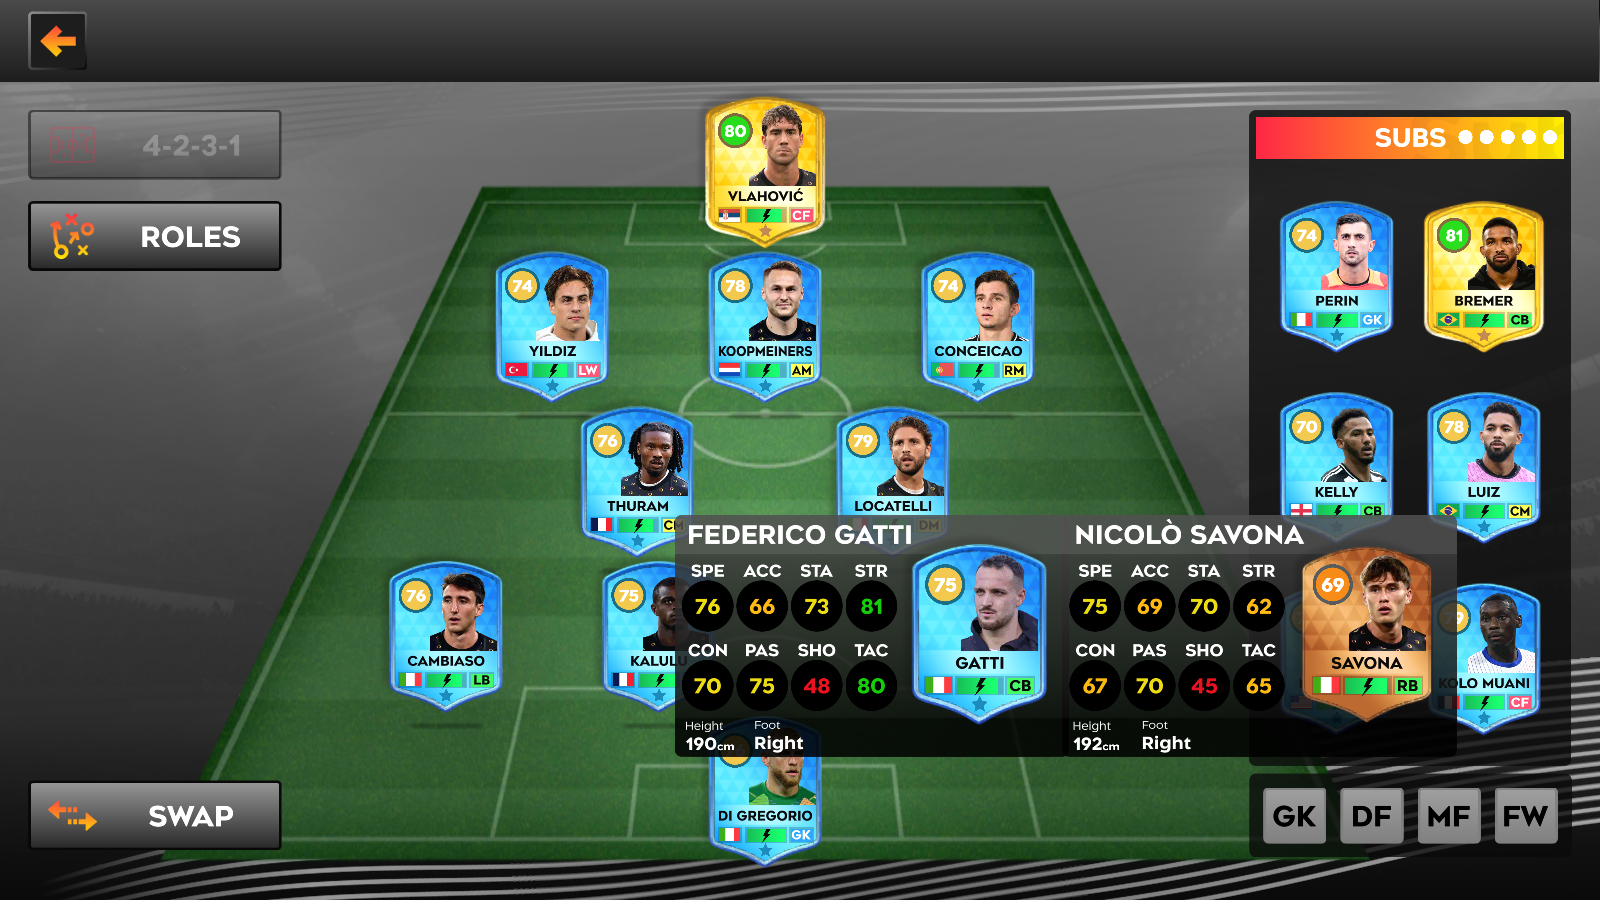 4-2-3-1
ROLES
80
VLAHOVIĆ
CF
74
YILDIZ
LW
78
KOOPMEINERS
AM
74
CONCEICAO
RM
76
THURAM
CM
79
LOCATELLI
DM
76
CAMBIASO
LB
75
KALULU
DI GREGORIO
GK
FEDERICO GATTI
SPE ACC STA STR
76 66 73 81
CON PAS SHO TAC
70 75 48 80
Height Foot
190cm Right
75
GATTI
CB
NICOLÒ SAVONA
SPE ACC STA STR
75 69 70 62
CON PAS SHO TAC
67 70 45 65
Height Foot
192cm Right
69
SAVONA
RB
SUBS
74
PERIN
GK
81
BREMER
CB
70
KELLY
CB
78
LUIZ
CM
KOLO MUANI
CF
SWAP
GK DF MF FW